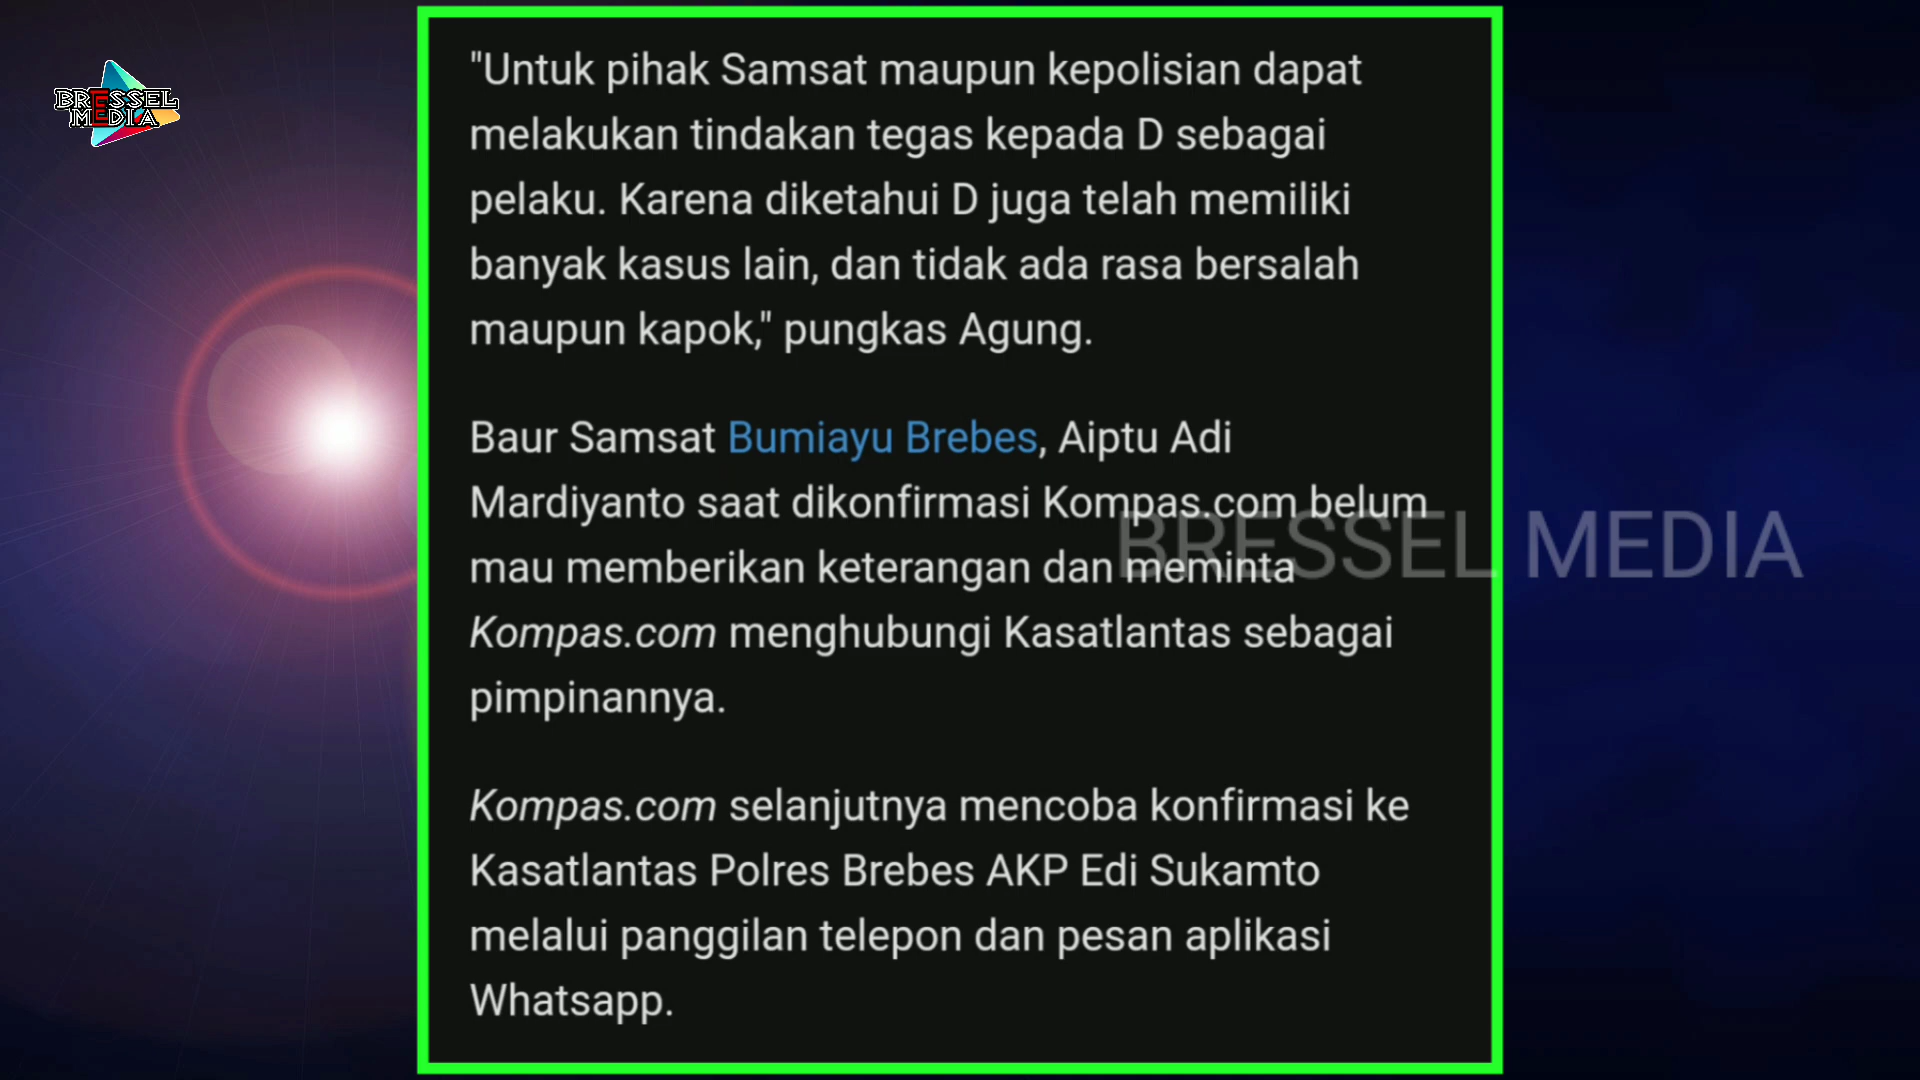 BRESSEL
MEDIA
"Untuk pihak Samsat maupun kepolisian dapat
melakukan tindakan tegas kepada D sebagai
pelaku. Karena diketahui D juga telah memiliki
banyak kasus lain, dan tidak ada rasa bersalah
maupun kapok," pungkas Agung.
Baur Samsat Bumiayu Brebes, Aiptu Adi
Mardiyanto saat dikonfirmasi Kompas.com belum
mau memberikan keterangan dan meminta
Kompas.com menghubungi Kasatlantas sebagai
pimpinannya.
Kompas.com selanjutnya mencoba konfirmasi ke
Kasatlantas Polres Brebes AKP Edi Sukamto
melalui panggilan telepon dan pesan aplikasi
Whatsapp.
BRESSEL MEDIA